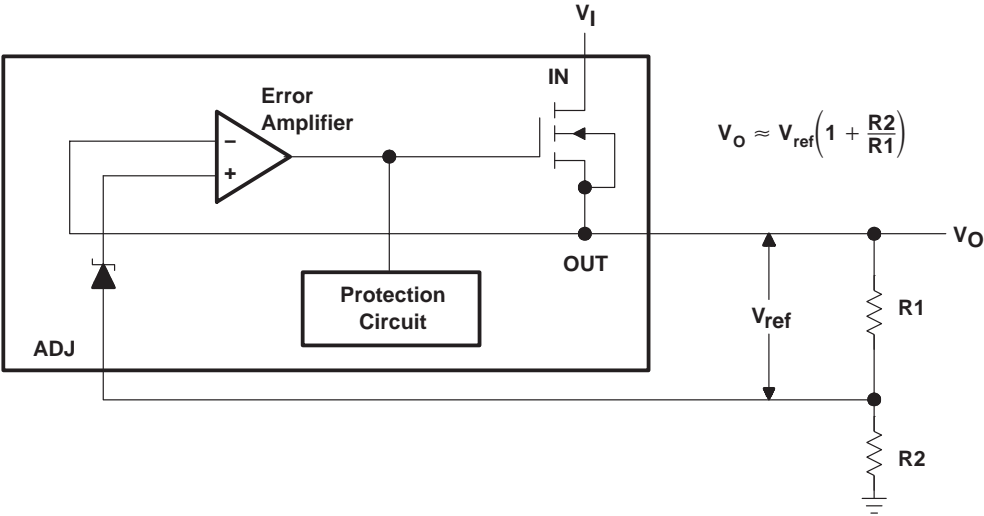 VI
IN
Error
Amplifier
VO ≈ Vref(1 + R2/R1)
−
+
OUT
VO
Protection
Circuit
Vref
R1
ADJ
R2